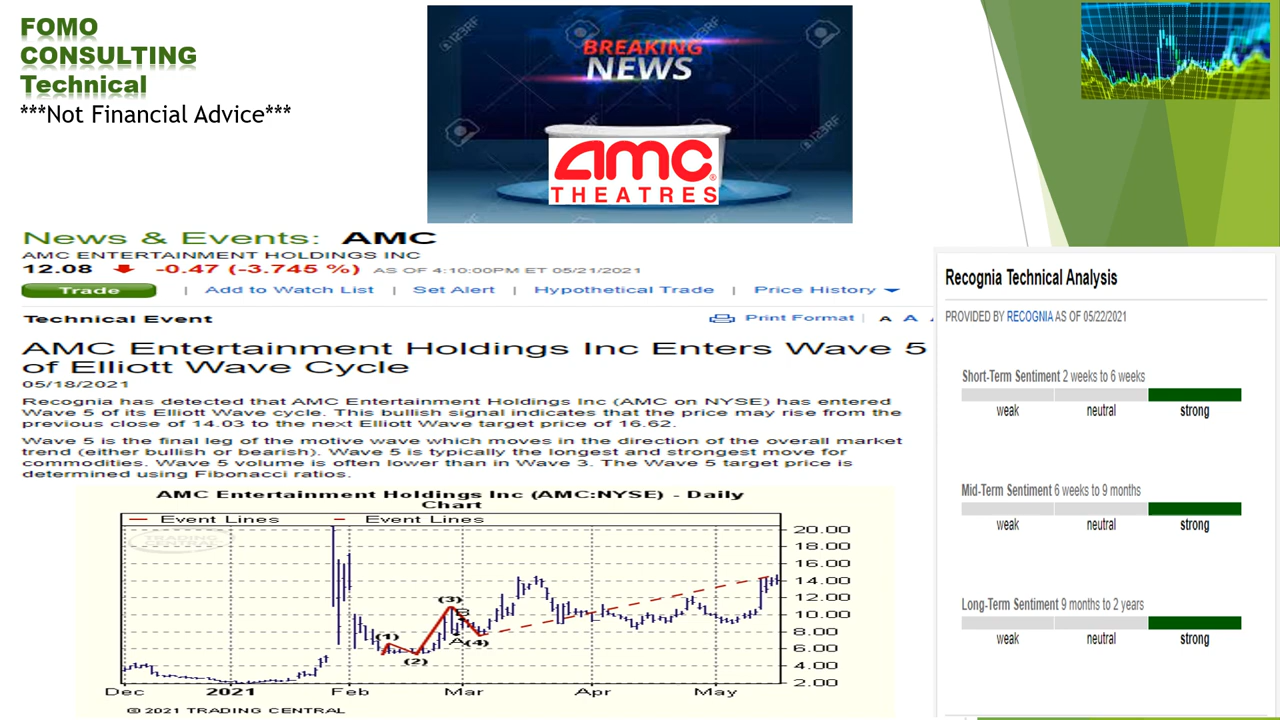 FOMO
CONSULTING
Technical
***Not Financial Advice***
123RF
BREAKING
NEWS
123RF
123RF
amc
THEATRES
®
News & Events: AMC
AMC ENTERTAINMENT HOLDINGS INC
12.08 -0.47 (-3.745 %) AS OF 4:10:00PM ET 05/21/2021
Trade | Add to Watch List | Set Alert | Hypothetical Trade | Price History
Technical Event
Print Format | A A
AMC Entertainment Holdings Inc Enters Wave 5
of Elliott Wave Cycle
05/18/2021
Recognia has detected that AMC Entertainment Holdings Inc (AMC on NYSE) has entered
Wave 5 of its Elliott Wave cycle. This bullish signal indicates that the price may rise from the
previous close of 14.03 to the next Elliott Wave target price of 16.62.
Wave 5 is the final leg of the motive wave which moves in the direction of the overall market
trend (either bullish or bearish). Wave 5 is typically the longest and strongest move for
commodities. Wave 5 volume is often lower than in Wave 3. The Wave 5 target price is
determined using Fibonacci ratios.
AMC Entertainment Holdings Inc (AMC:NYSE) - Daily
Chart
Event Lines Event Lines
TRADING
CENTRAL
20.00
18.00
16.00
14.00
12.00
10.00
8.00
6.00
4.00
2.00
(1)
(2)
(3)
B
A
(4)
Dec 2021 Feb Mar Apr May
© 2021 TRADING CENTRAL
Recognia Technical Analysis
PROVIDED BY RECOGNIA AS OF 05/22/2021
Short-Term Sentiment 2 weeks to 6 weeks
weak neutral strong
Mid-Term Sentiment 6 weeks to 9 months
weak neutral strong
Long-Term Sentiment 9 months to 2 years
weak neutral strong